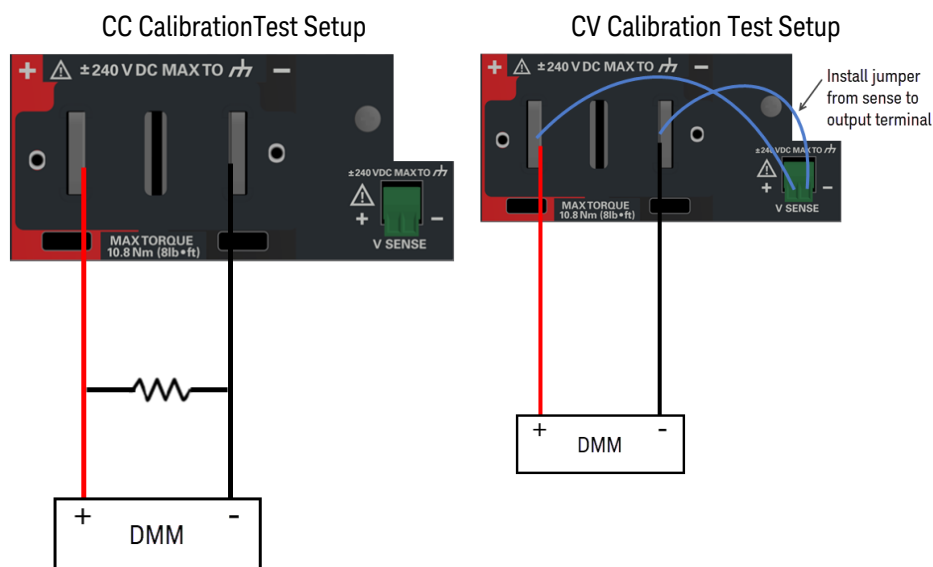 CC CalibrationTest Setup
+ ⚠ ±240 V DC MAX TO ⏚ −
±240 VDC MAX TO ⏚
⚠
+ −
V SENSE
MAX TORQUE
10.8 Nm (8lb•ft)
+ -
DMM
CV Calibration Test Setup
+ ⚠ ±240 V DC MAX TO ⏚ −
Install jumper
from sense to
output terminal
±240 VDC MAX TO ⏚
⚠
+ −
V SENSE
MAX TORQUE
10.8 Nm (8lb•ft)
+ -
DMM